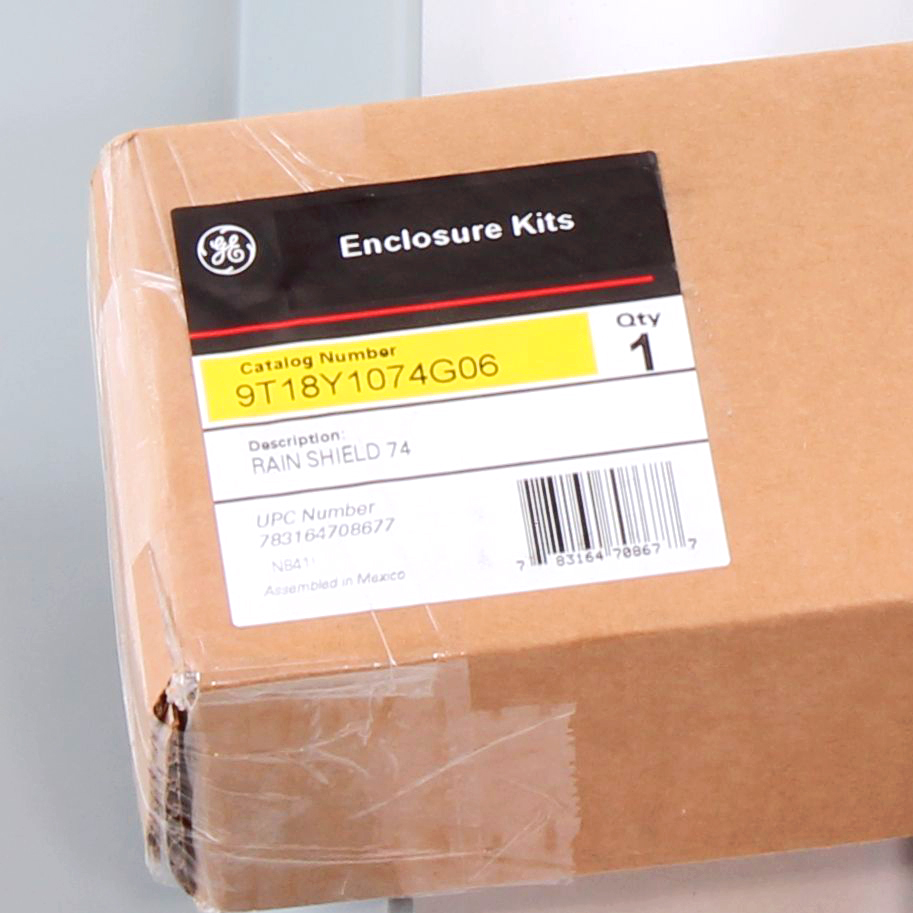 GE
Enclosure Kits
Catalog Number
9T18Y1074G06
Qty
1
Description:
RAIN SHIELD 74
UPC Number
783164708677
Assembled in Mexico
7 83164 70867 7